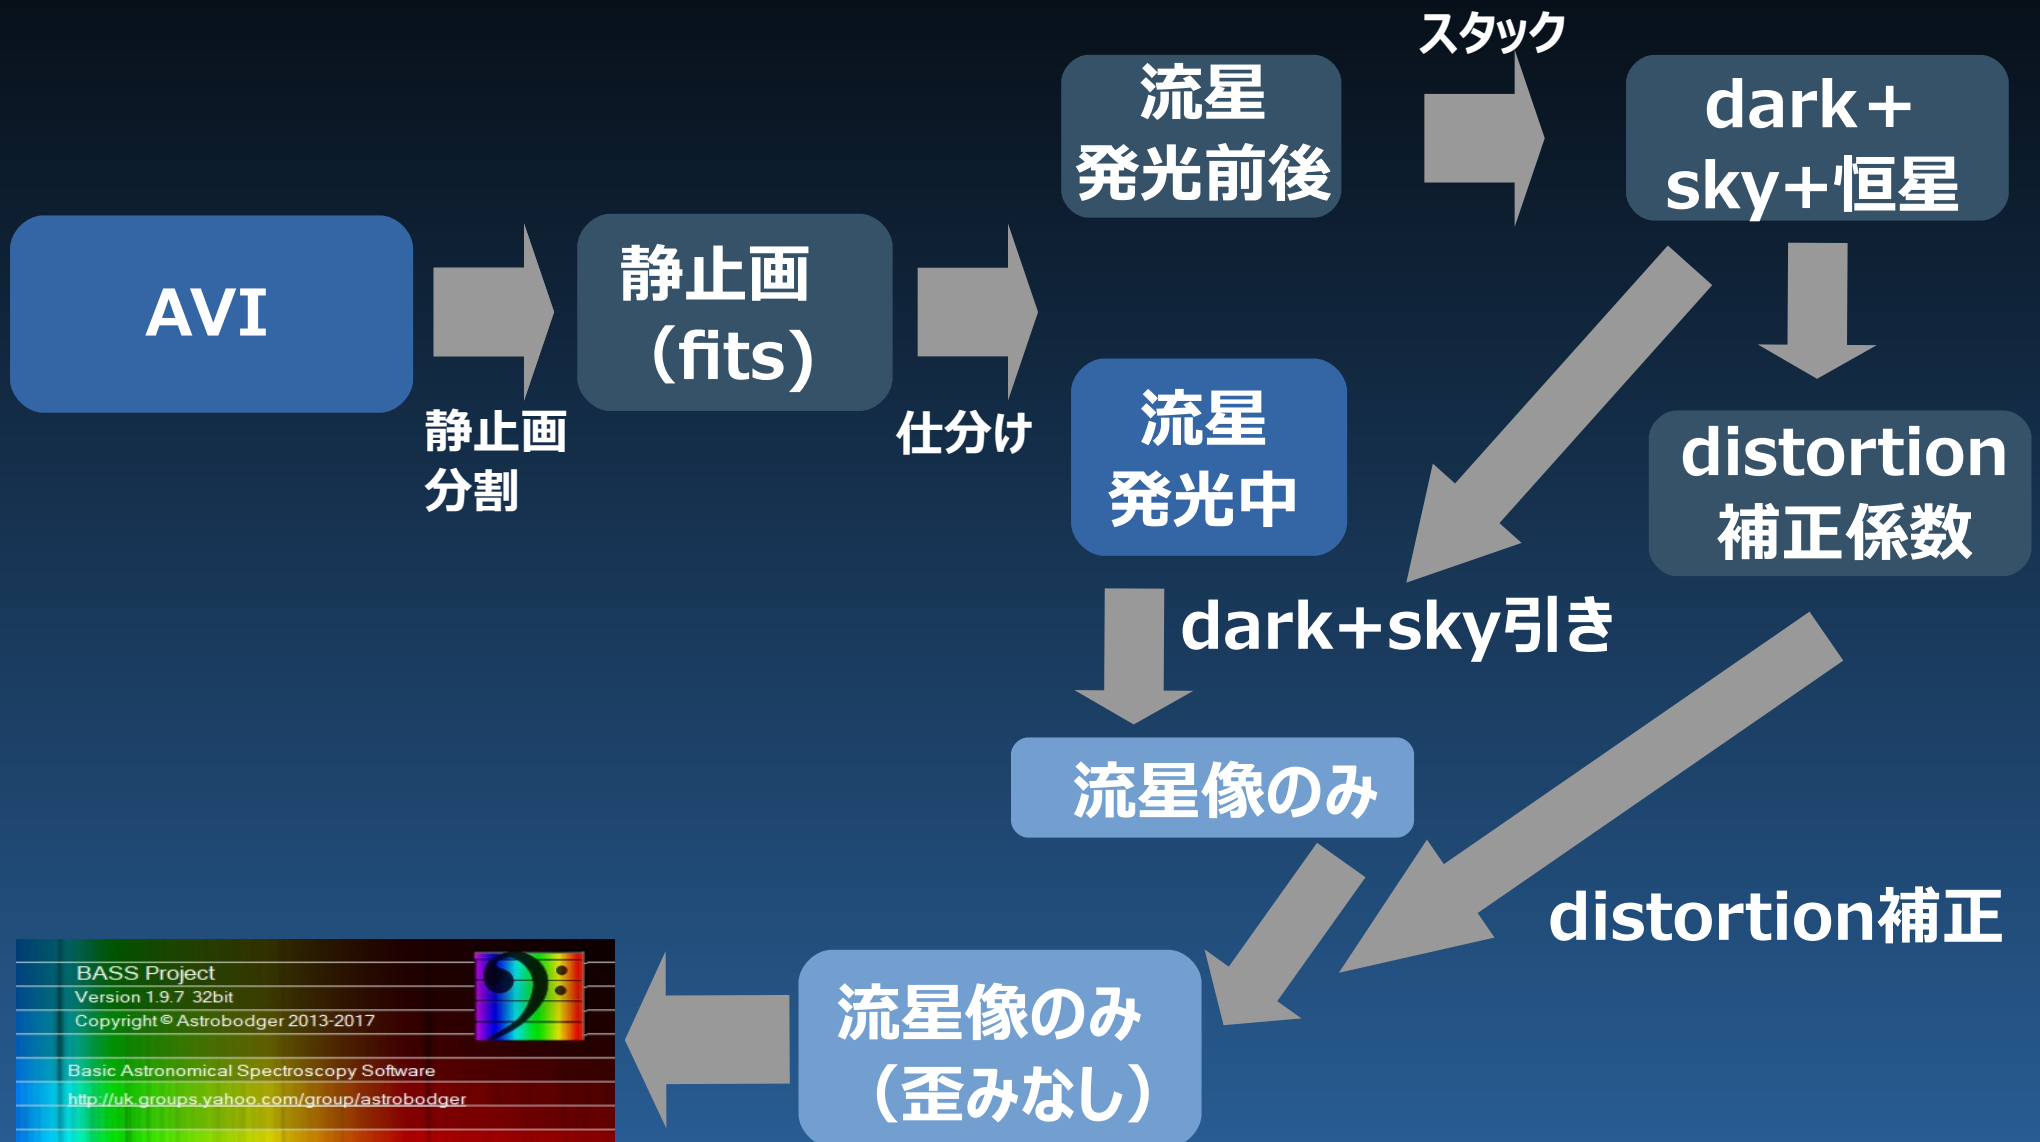 スタック
流星
発光前後
dark+
sky+恒星
AVI
静止画
（fits）
静止画
分割
仕分け
流星
発光中
distortion
補正係数
dark+sky引き
流星像のみ
distortion補正
流星像のみ
（歪みなし）
BASS Project
Version 1.9.7 32bit
Copyright © Astrobodger 2013-2017
Basic Astronomical Spectroscopy Software
http://uk.groups.yahoo.com/group/astrobodger